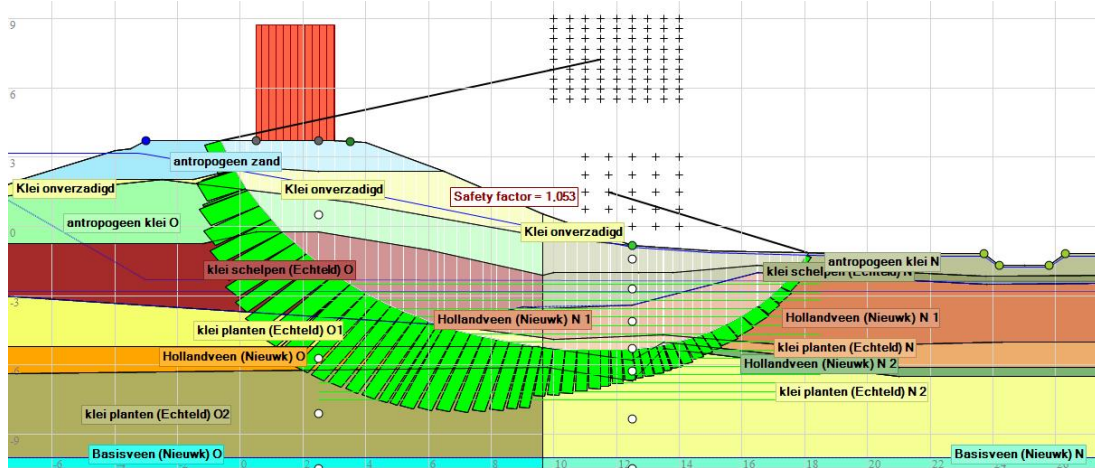 9
6
3
antropogeen zand
Klei onverzadigd
Klei onverzadigd
Safety factor = 1,053
antropogeen klei O
0
Klei onverzadigd
antropogeen klei N
klei schelpen (Echteld) O
klei schelpen (Echteld) N
-3
Hollandveen (Nieuwk) N 1
Hollandveen (Nieuwk) N 1
klei planten (Echteld) O1
klei planten (Echteld) N
Hollandveen (Nieuwk) O
Hollandveen (Nieuwk) N 2
-6
klei planten (Echteld) N 2
klei planten (Echteld) O2
-9
Basisveen (Nieuwk) O
Basisveen (Nieuwk) N
-6
0
2
4
6
8
10
12
14
16
18
20
22